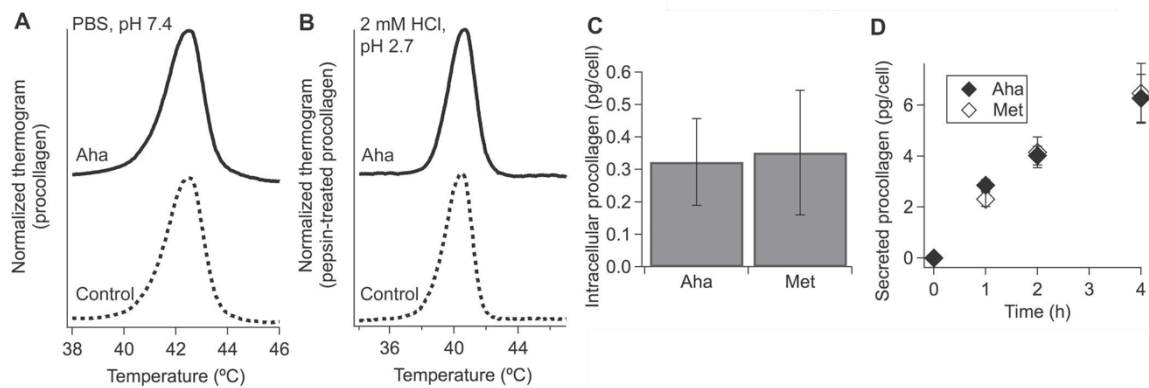 A
PBS, pH 7.4
Normalized thermogram
(procollagen)
Aha
Control
38
40
42
44
46
Temperature (ºC)
B
2 mM HCl,
pH 2.7
Normalized thermogram
(pepsin-treated procollagen)
Aha
Control
36
40
44
Temperature (ºC)
C
Intracellular procollagen (pg/cell)
0.6
0.5
0.4
0.3
0.2
0.1
0.0
Aha
Met
D
Secreted procollagen (pg/cell)
6
4
2
0
Aha
Met
0
1
2
3
4
Time (h)